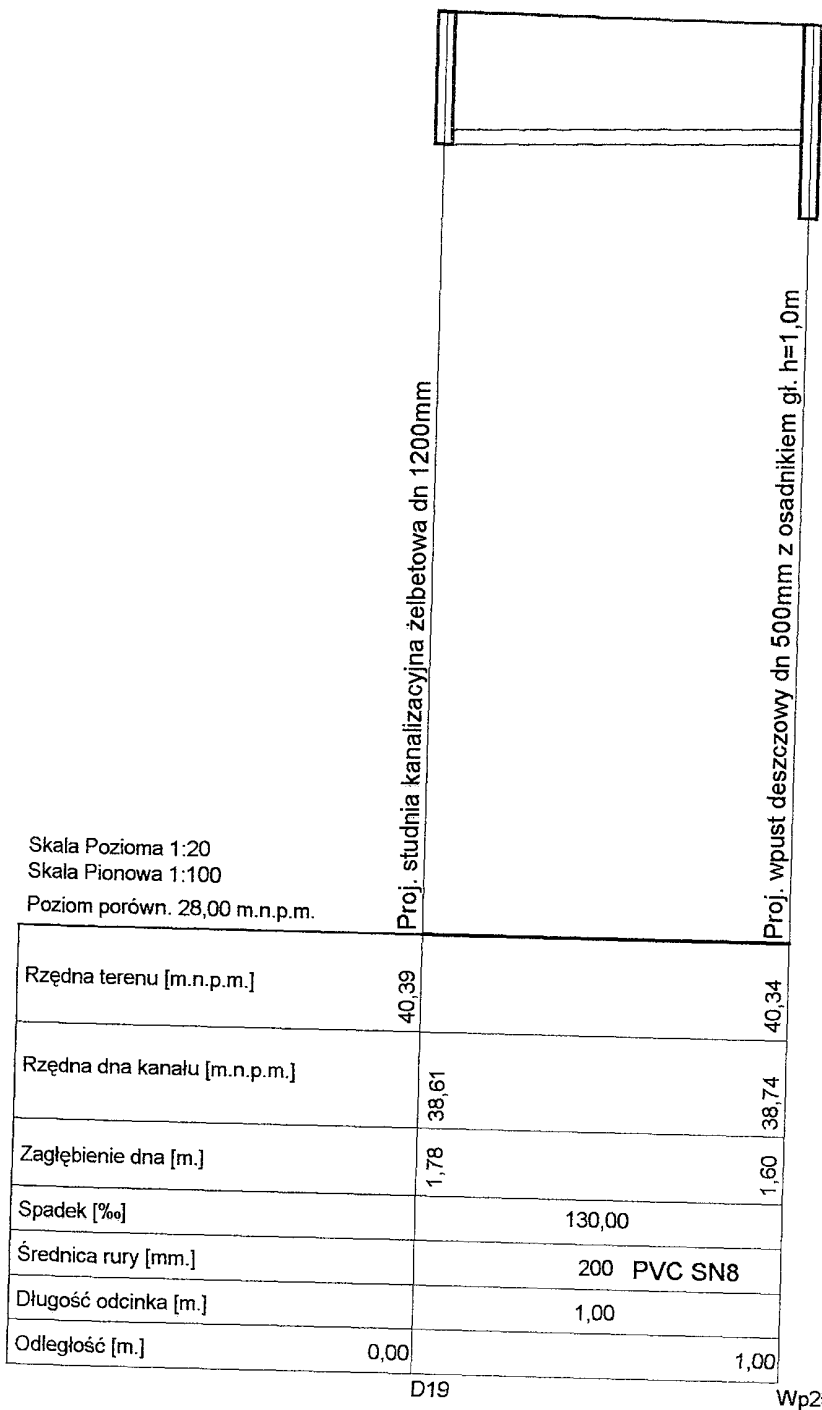 Proj. studnia kanalizacyjna żelbetowa dn 1200mm
Proj. wpust deszczowy dn 500mm z osadnikiem gł. h=1,0m
Skala Pozioma 1:20
Skala Pionowa 1:100
Poziom porówn. 28,00 m.n.p.m.
Rzędna terenu [m.n.p.m.] 40,39 40,34
Rzędna dna kanału [m.n.p.m.] 38,61 38,74
Zagłębienie dna [m.] 1,78 1,60
Spadek [‰] 130,00
Średnica rury [mm.] 200 PVC SN8
Długość odcinka [m.] 1,00
Odległość [m.] 0,00 1,00
D19